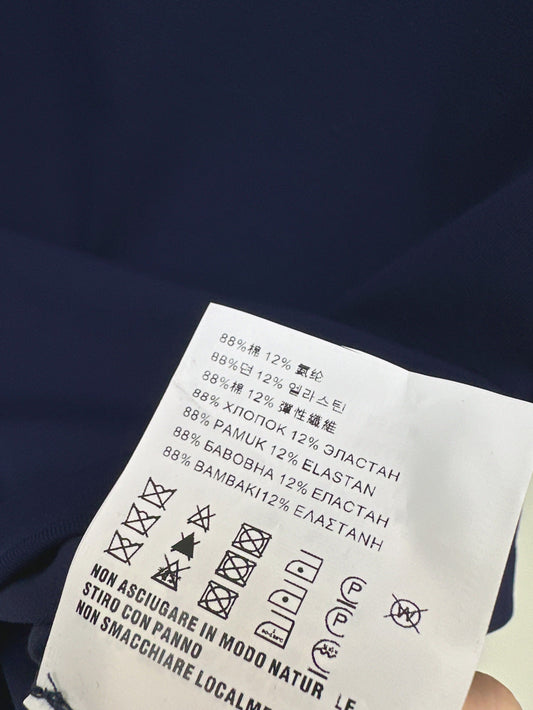 88%棉 12% 氨纶
88%면 12% 엘라스틴
88%棉 12% 彈性纖維
88% ХЛОПОК 12% ЭЛАСТАН
88% PAMUK 12% ELASTAN
88% БАВОВНА 12% ЕПАСТАН
88% BAMBAKI12% ΕΛΑΣΤΑΝΗ
P
P
W
NON ASCIUGARE IN MODO NATUR LE
STIRO CON PANNO
NON SMACCHIARE LOCALME